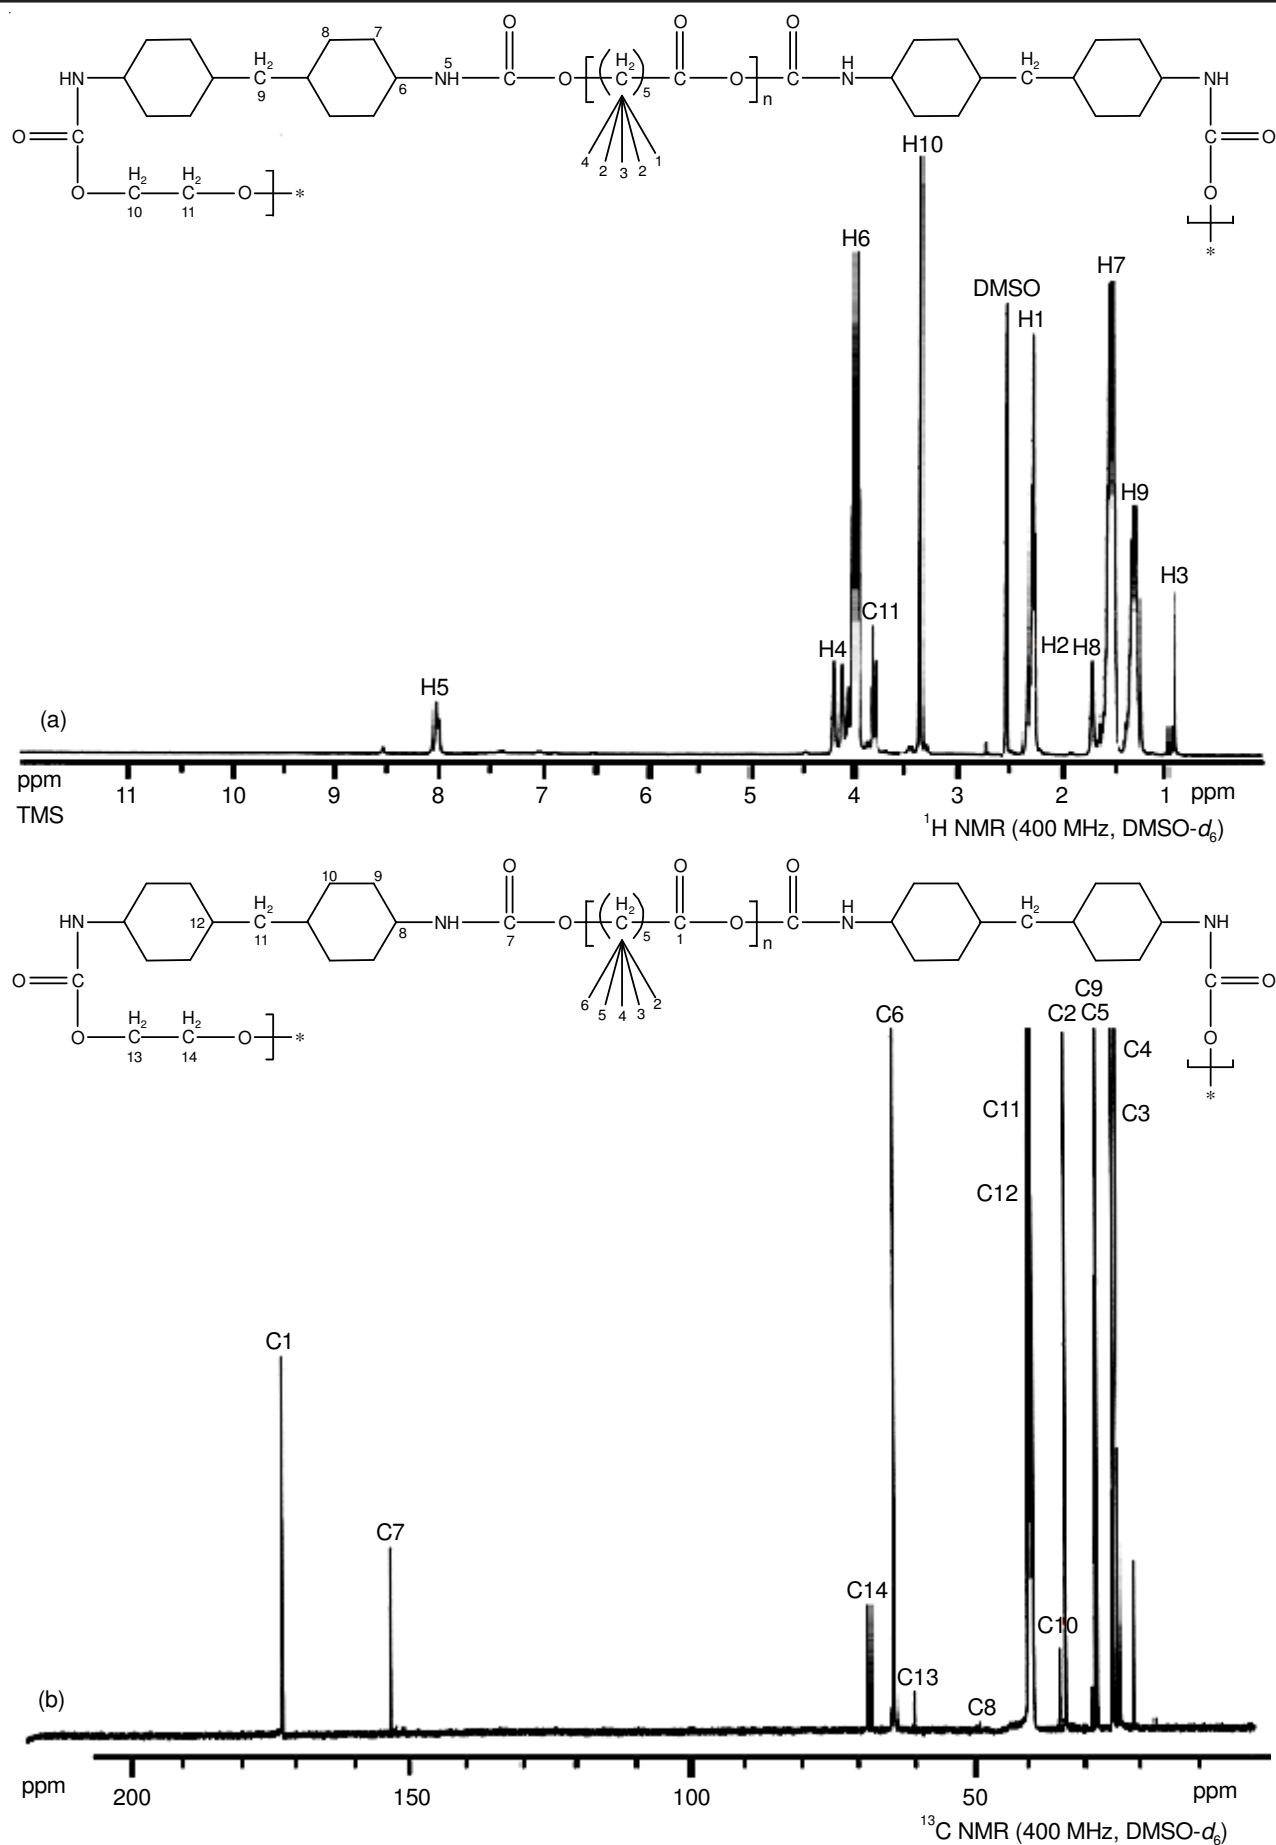 O O O
8 7
HN H2 C 9 6 5 NH C O [ ( H2 C )5 C O ]n C H N H2 C NH
O C C O
4 2 3 2 1
H2 H2
O C C O ] * O
10 11
*
H10
H6
H7
DMSO
H1
H9
H3
C11
H4 H2 H8
H5
(a)
ppm 11 10 9 8 7 6 5 4 3 2 1 ppm
TMS
1H NMR (400 MHz, DMSO-d6)
O O O
10 9
HN 12 H2 C 11 8 NH C 7 O [ ( H2 C )5 C 1 O ]n C H N H2 C NH
O C C O
6 5 4 3 2
H2 H2
O C C O ] * O
13 14
*
C9
C6 C2 C5
C4
C11 C3
C12
C1
C7
C14
C10
C13
C8
(b)
ppm 200 150 100 50 ppm
13C NMR (400 MHz, DMSO-d6)